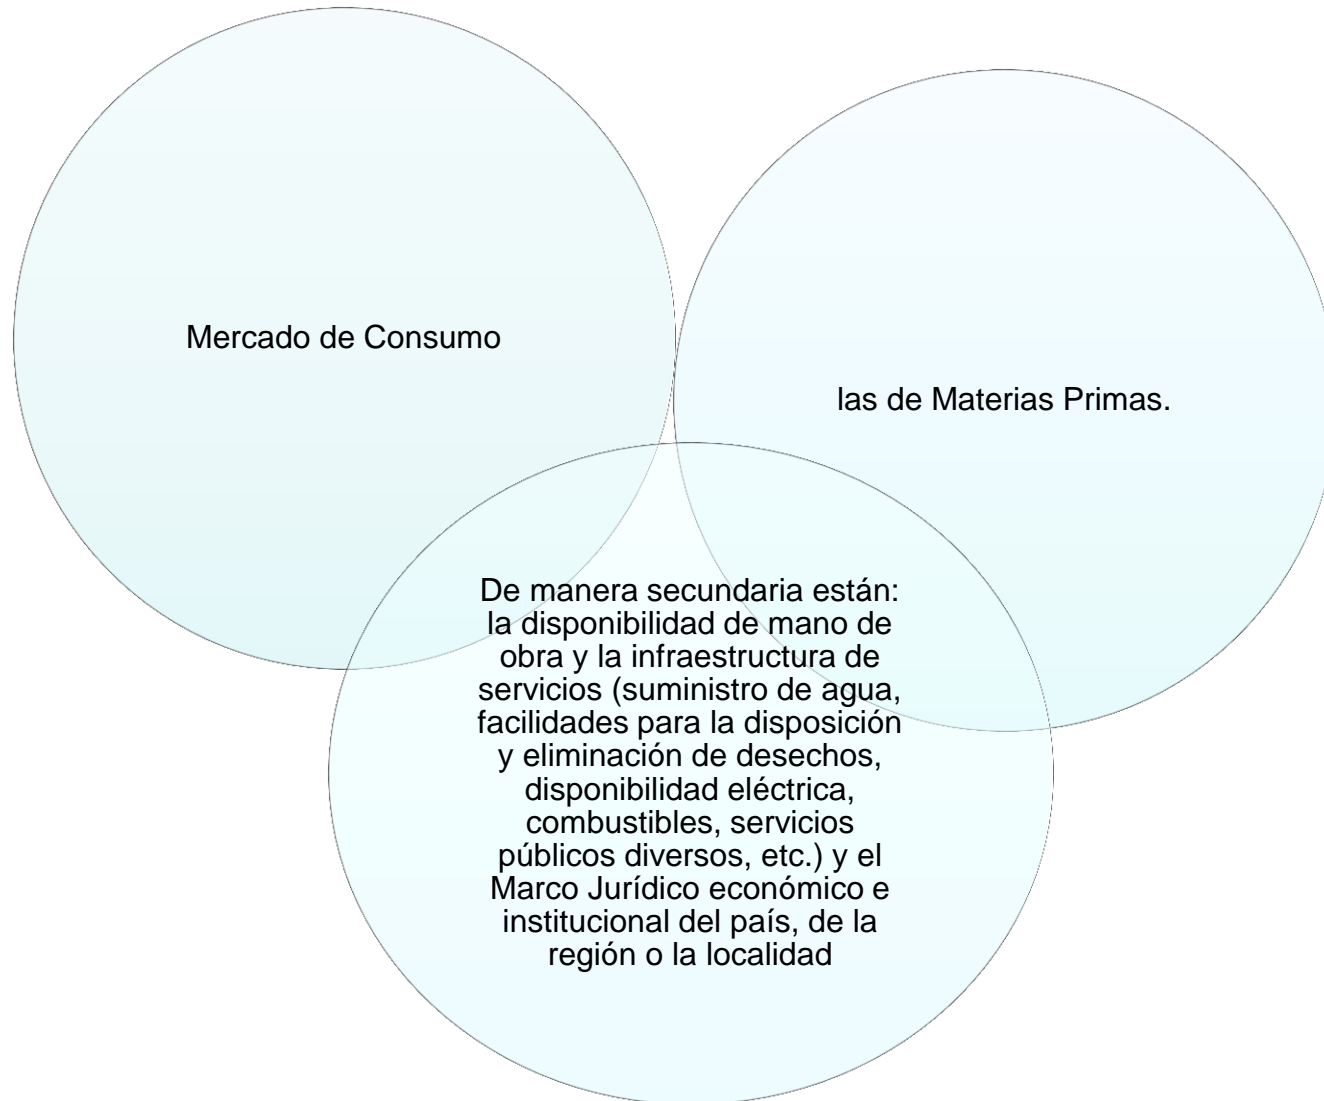 Mercado de Consumo
las de Materias Primas.
De manera secundaria están:
la disponibilidad de mano de
obra y la infraestructura de
servicios (suministro de agua,
facilidades para la disposición
y eliminación de desechos,
disponibilidad eléctrica,
combustibles, servicios
públicos diversos, etc.) y el
Marco Jurídico económico e
institucional del país, de la
región o la localidad